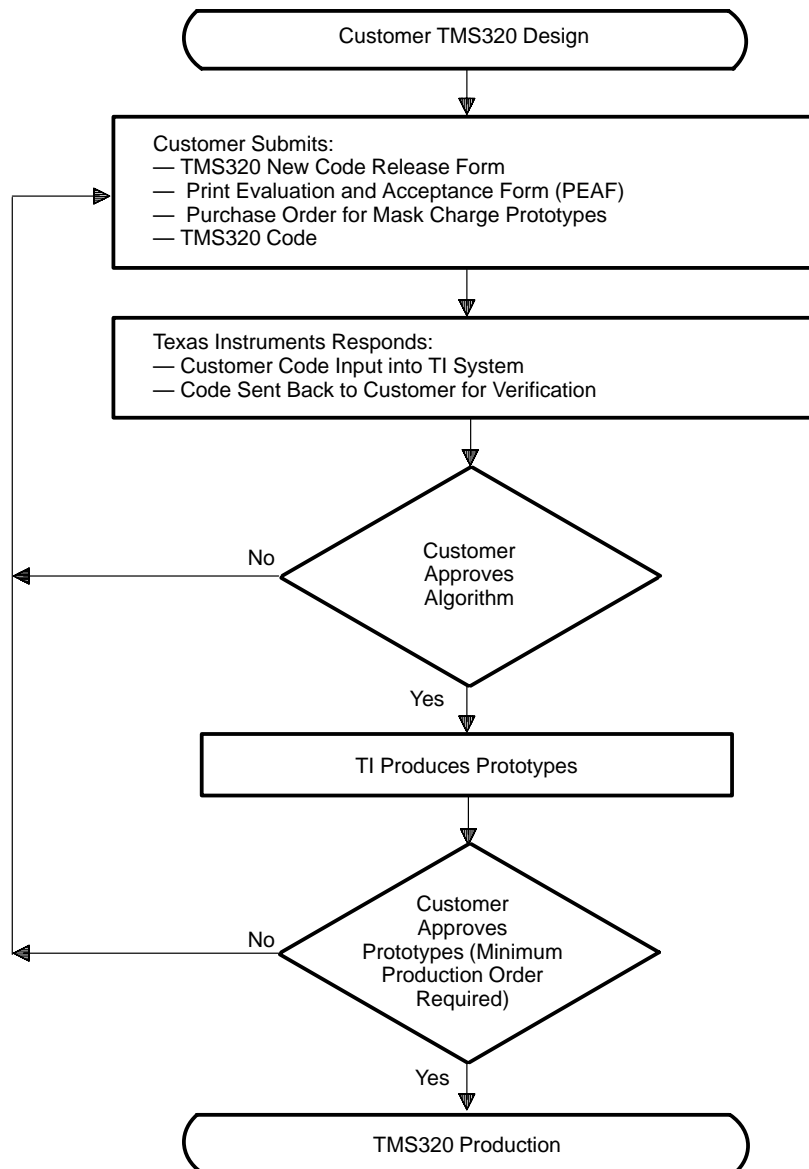 Customer TMS320 Design
Customer Submits:
— TMS320 New Code Release Form
— Print Evaluation and Acceptance Form (PEAF)
— Purchase Order for Mask Charge Prototypes
— TMS320 Code
Texas Instruments Responds:
— Customer Code Input into TI System
— Code Sent Back to Customer for Verification
No
Customer
Approves
Algorithm
Yes
TI Produces Prototypes
No
Customer
Approves
Prototypes (Minimum
Production Order
Required)
Yes
TMS320 Production